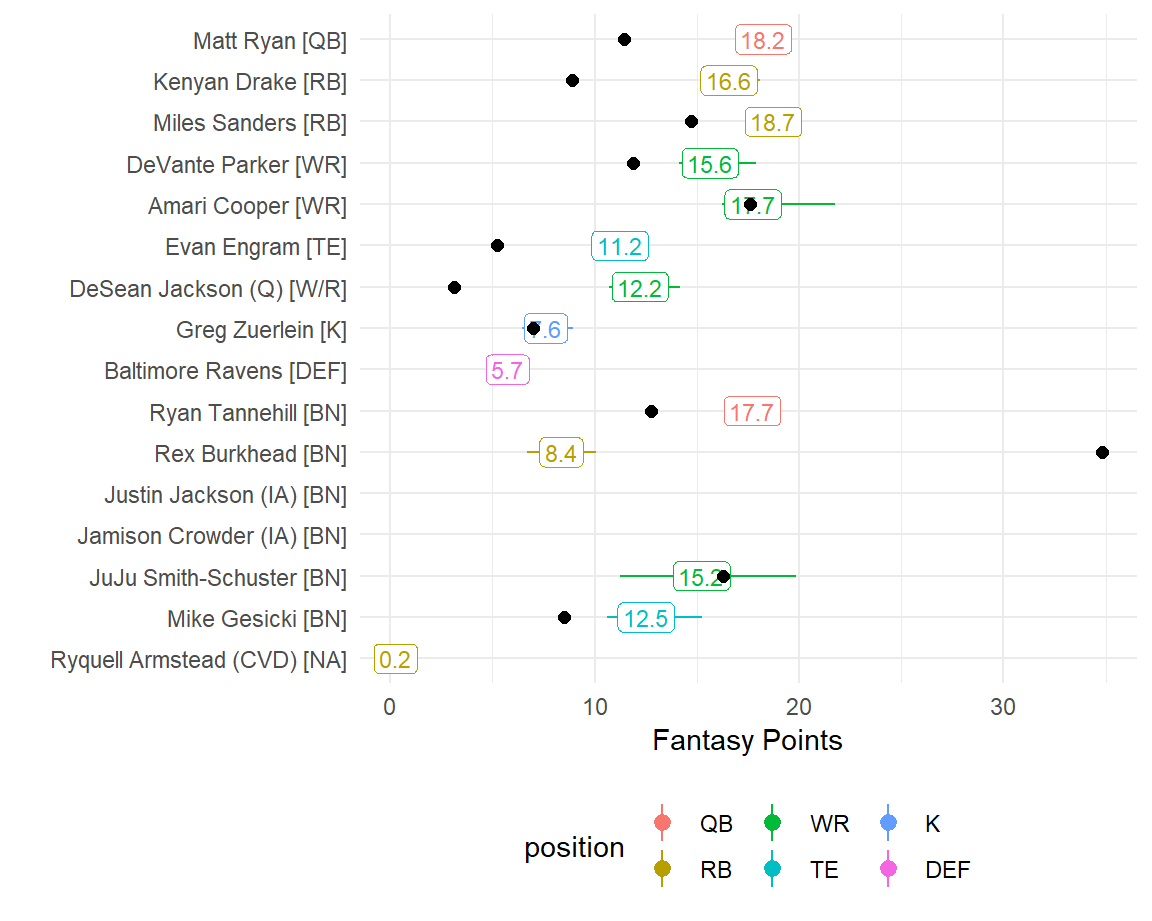 Matt Ryan [QB] 18.2
Kenyan Drake [RB] 16.6
Miles Sanders [RB] 18.7
DeVante Parker [WR] 15.6
Amari Cooper [WR] 17.7
Evan Engram [TE] 11.2
DeSean Jackson (Q) [W/R] 12.2
Greg Zuerlein [K] 7.6
Baltimore Ravens [DEF] 5.7
Ryan Tannehill [BN] 17.7
Rex Burkhead [BN] 8.4
Justin Jackson (IA) [BN]
Jamison Crowder (IA) [BN]
JuJu Smith-Schuster [BN] 15.2
Mike Gesicki [BN] 12.5
Ryquell Armstead (CVD) [NA] 0.2
0 10 20 30
Fantasy Points
position
QB WR K
RB TE DEF